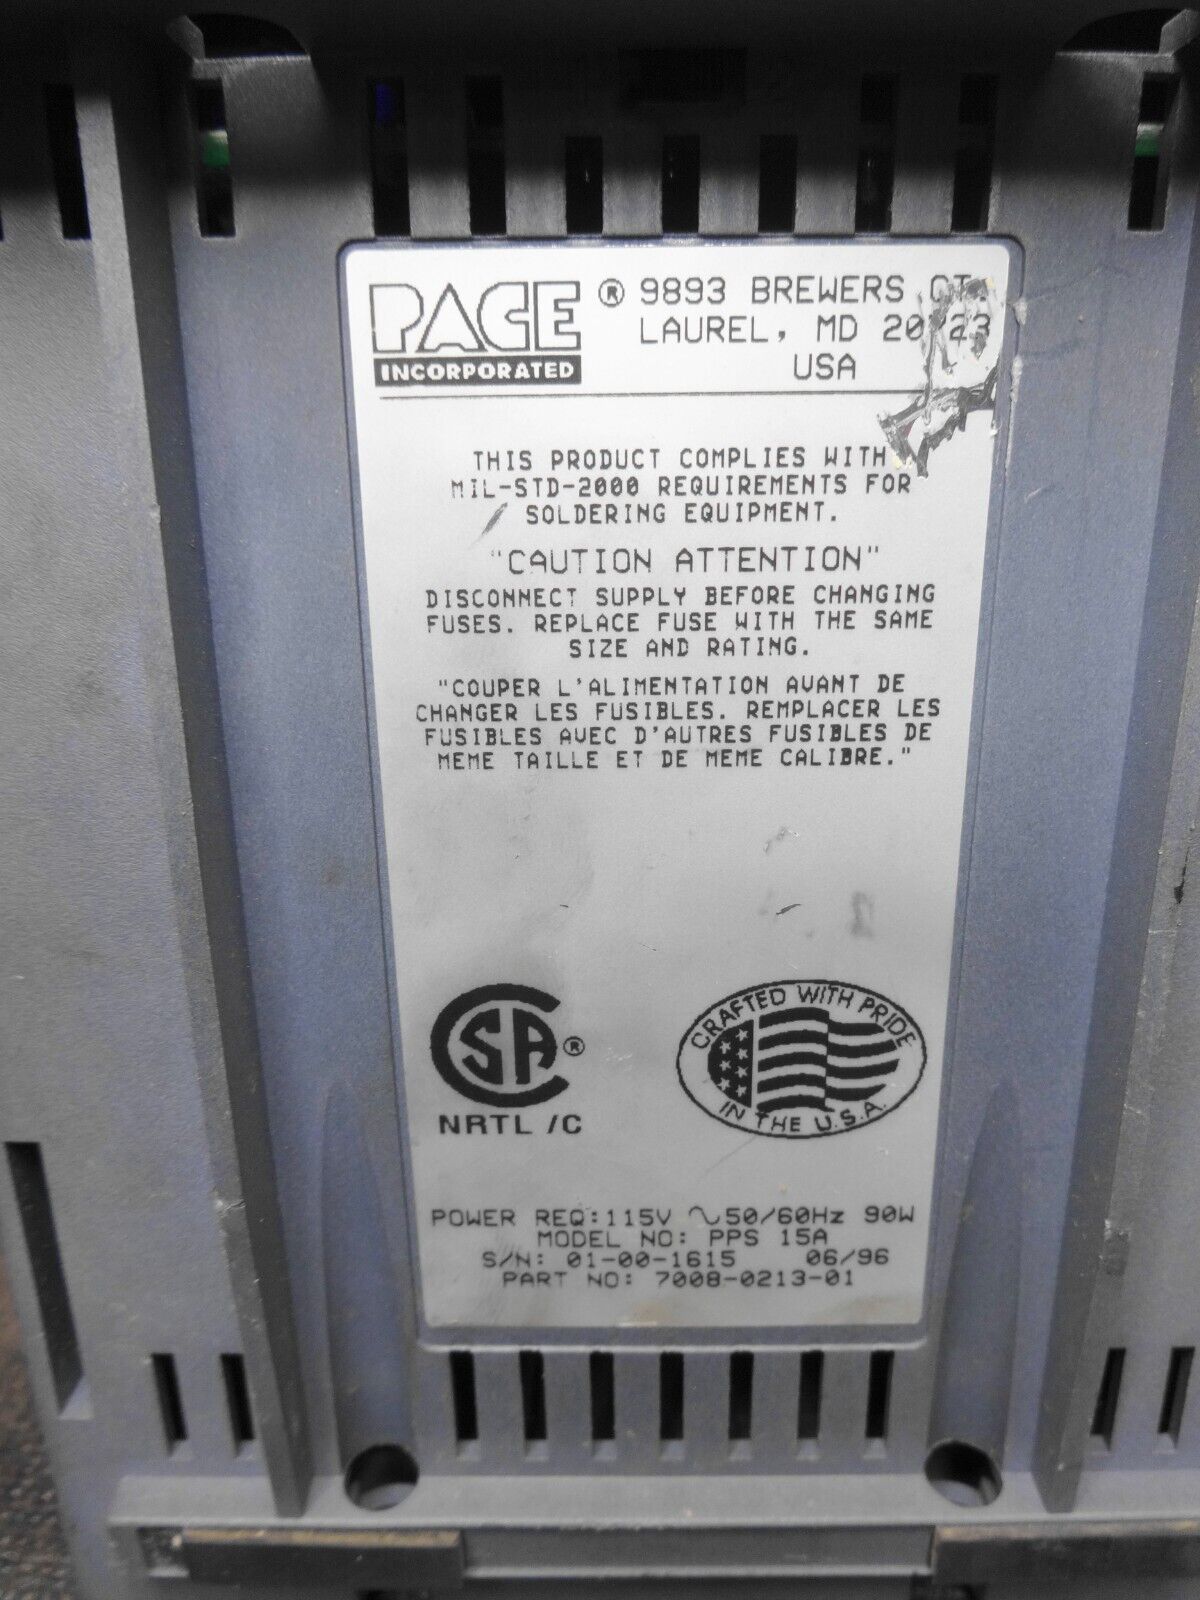 PACE ® 9893 BREWERS CT.
INCORPORATED
LAUREL, MD 20723
USA
THIS PRODUCT COMPLIES WITH
MIL-STD-2000 REQUIREMENTS FOR
SOLDERING EQUIPMENT.
"CAUTION ATTENTION"
DISCONNECT SUPPLY BEFORE CHANGING
FUSES. REPLACE FUSE WITH THE SAME
SIZE AND RATING.
"COUPER L'ALIMENTATION AVANT DE
CHANGER LES FUSIBLES. REMPLACER LES
FUSIBLES AVEC D'AUTRES FUSIBLES DE
MEME TAILLE ET DE MEME CALIBRE."
CSA ®
NRTL /C
CRAFTED WITH PRIDE
IN THE U.S.A.
POWER REQ:115V ∿50/60Hz 90W
MODEL NO: PPS 15A
S/N: 01-00-1615 06/96
PART NO: 7008-0213-01